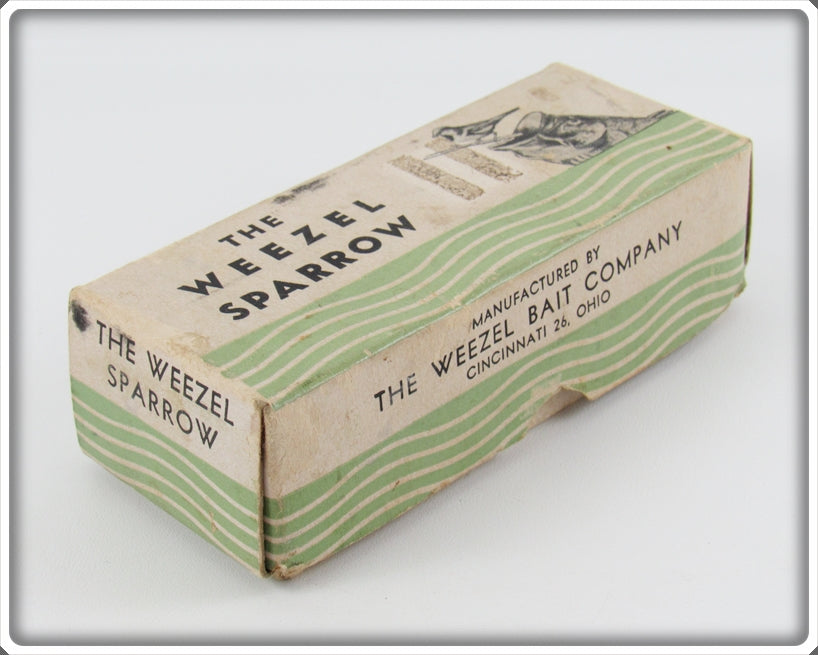 THE
WEEZEL
SPARROW
THE WEEZEL
SPARROW
MANUFACTURED BY
THE WEEZEL BAIT COMPANY
CINCINNATI 26, OHIO